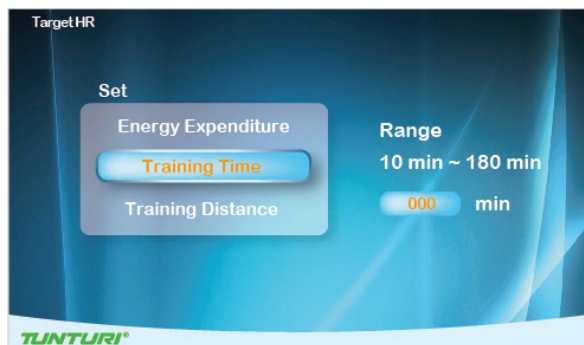 Target HR
Set
Energy Expenditure
Training Time
Training Distance
Range
10 min ~ 180 min
000 min
TUNTURI®